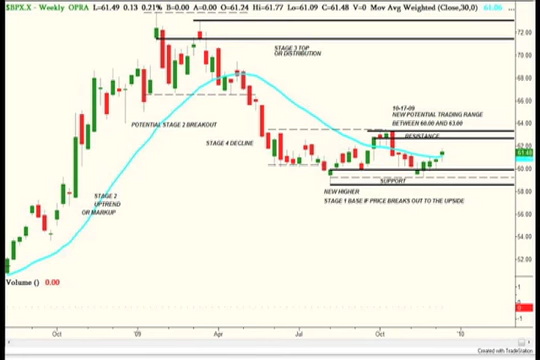 $BPX.X - Weekly OPRA L=61.49 0.13 0.21% B=0.00 A=0.00 O=61.24 Hi=61.77 Lo=61.09 C=61.48 V=0 Mov Avg Weighted (Close,30,0)
72.00
STAGE 3 TOP
OR DISTRIBUTION
70.00
68.00
66.00
10-17-09
NEW POTENTIAL TRADING RANGE
BETWEEN 60.00 AND 63.00
POTENTIAL STAGE 2 BREAKOUT
64.00
RESISTANCE
STAGE 4 DECLINE
62.00
61.48
60.00
SUPPORT
NEW HIGHER
STAGE 1 BASE IF PRICE BREAKS OUT TO THE UPSIDE
STAGE 2
UPTREND
OR MARKUP
58.00
56.00
54.00
52.00
Volume () 0.00
1
0
-1
Oct '09 Apr Jul Oct '10
Created with TradeStation